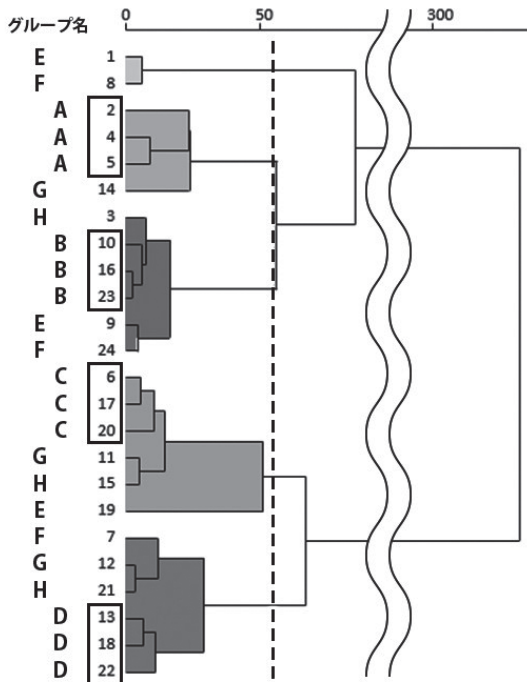 0 50 300
グループ名
E 1
F 8
A 2
A 4
A 5
G 14
H 3
B 10
B 16
B 23
E 9
F 24
C 6
C 17
C 20
G 11
H 15
E 19
F 7
G 12
H 21
D 13
D 18
D 22